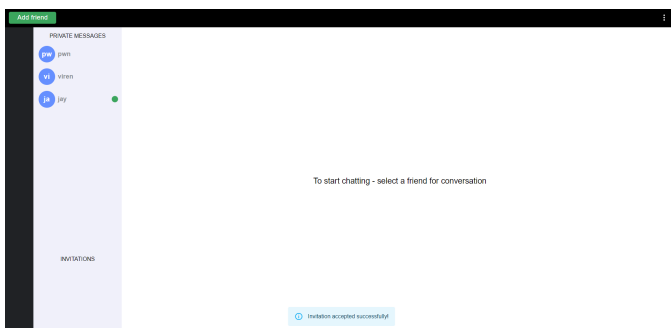 Add friend
PRIVATE MESSAGES
pw pwn
vi viren
ja jay
To start chatting - select a friend for conversation
INVITATIONS
Invitation accepted successfully!